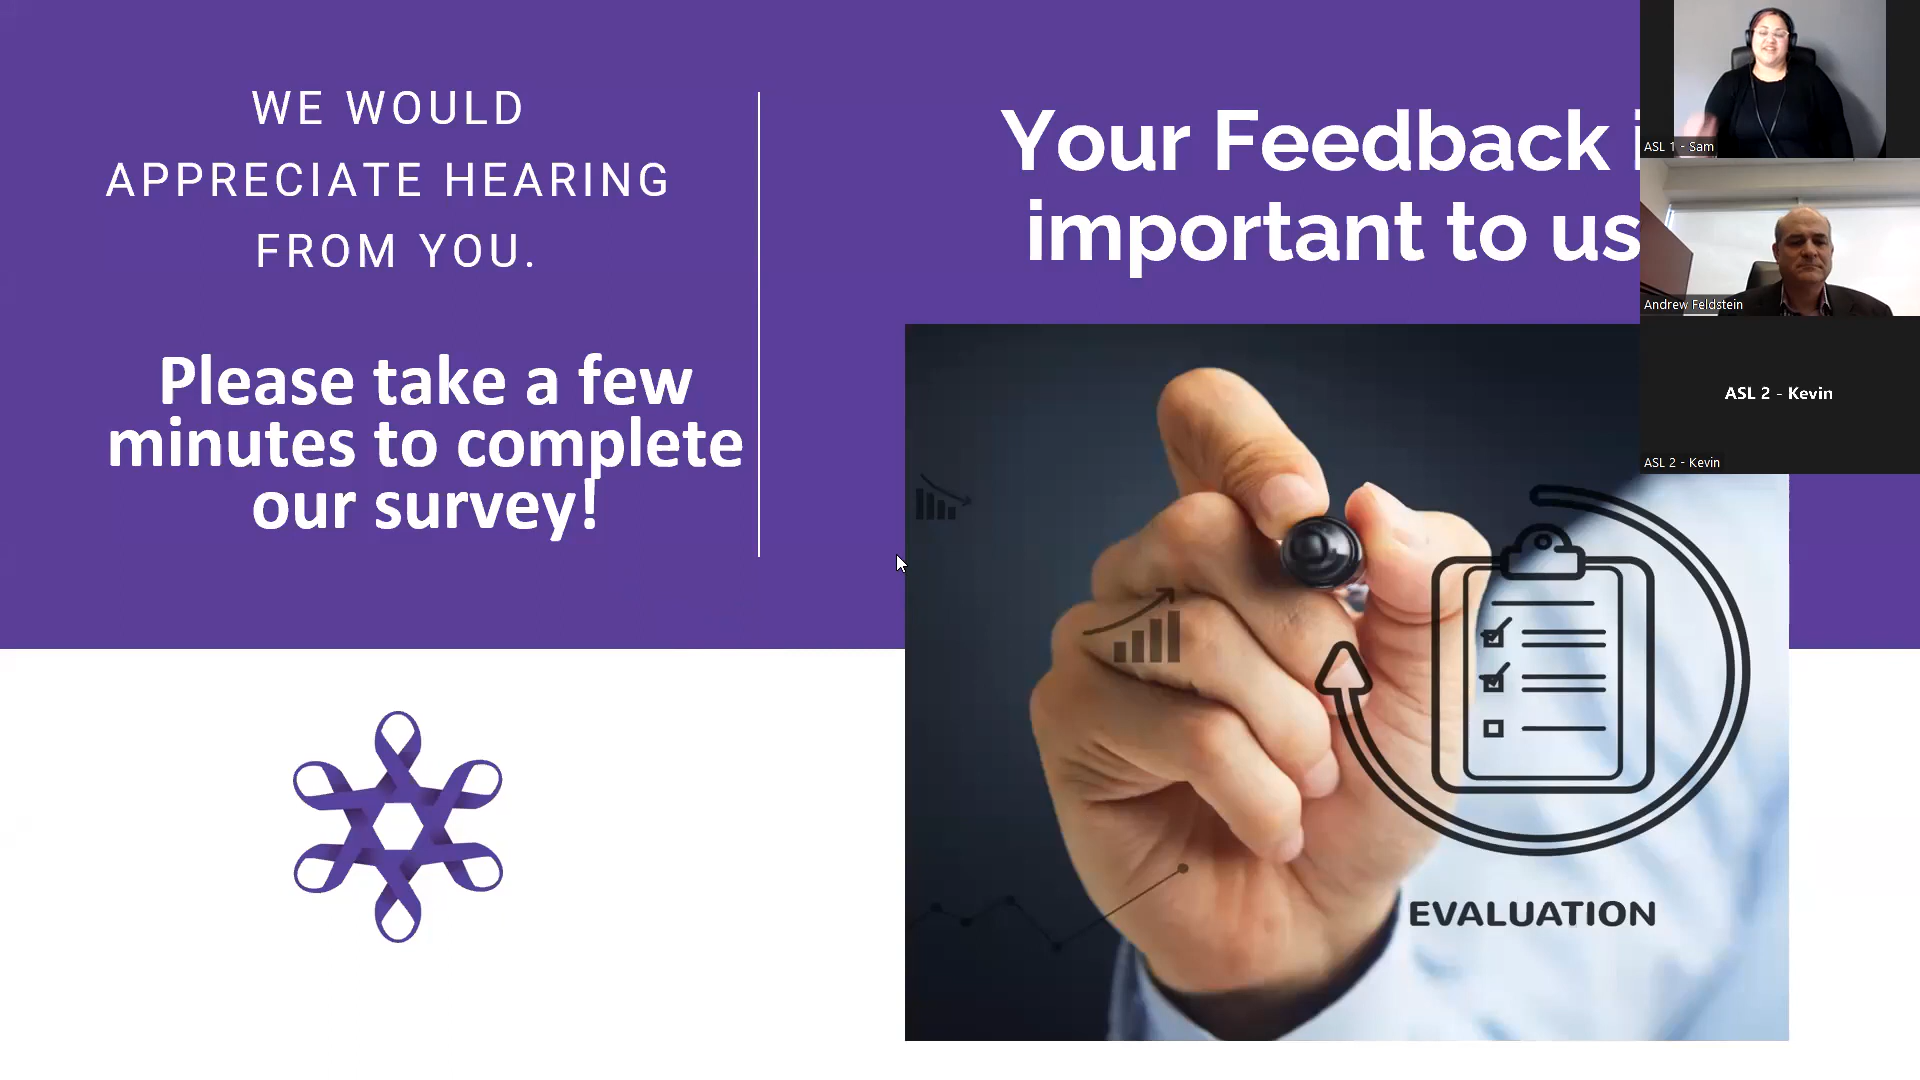 WE WOULD
APPRECIATE HEARING
FROM YOU.
Please take a few
minutes to complete
our survey!
Your Feedback i
important to us
EVALUATION
ASL 1 - Sam
Andrew Feldstein
ASL 2 - Kevin
ASL 2 - Kevin